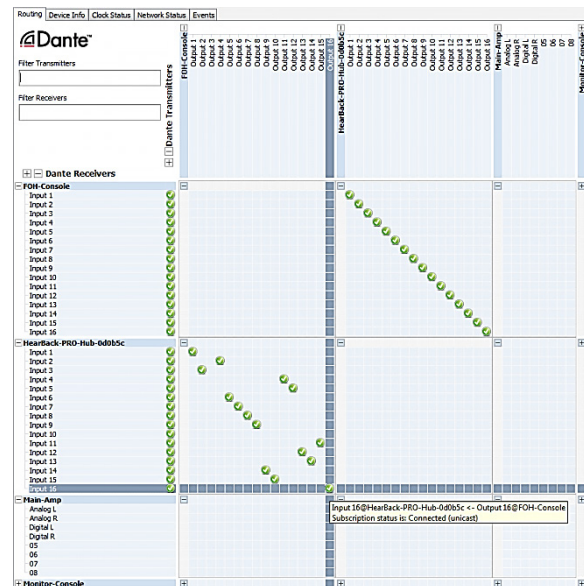 Routing Device Info Clock Status Network Status Events
Dante™
Filter Transmitters
Filter Receivers
Dante Transmitters
Dante Receivers
FOH-Console
Output 1
Output 2
Output 3
Output 4
Output 5
Output 6
Output 7
Output 8
Output 9
Output 10
Output 11
Output 12
Output 13
Output 14
Output 15
Output 16
HearBack-PRO-Hub-0d0b5c
Output 1
Output 2
Output 3
Output 4
Output 5
Output 6
Output 7
Output 8
Output 9
Output 10
Output 11
Output 12
Output 13
Output 14
Output 15
Output 16
Main-Amp
Analog L
Analog R
Digital L
Digital R
05
06
07
08
Monitor-Console
FOH-Console
Input 1
Input 2
Input 3
Input 4
Input 5
Input 6
Input 7
Input 8
Input 9
Input 10
Input 11
Input 12
Input 13
Input 14
Input 15
Input 16
HearBack-PRO-Hub-0d0b5c
Input 1
Input 2
Input 3
Input 4
Input 5
Input 6
Input 7
Input 8
Input 9
Input 10
Input 11
Input 12
Input 13
Input 14
Input 15
Input 16
Input 16@HearBack-PRO-Hub-0d0b5c <- Output 16@FOH-Console
Subscription status is: Connected (unicast)
Main-Amp
Analog L
Analog R
Digital L
Digital R
05
06
07
08
Monitor-Console